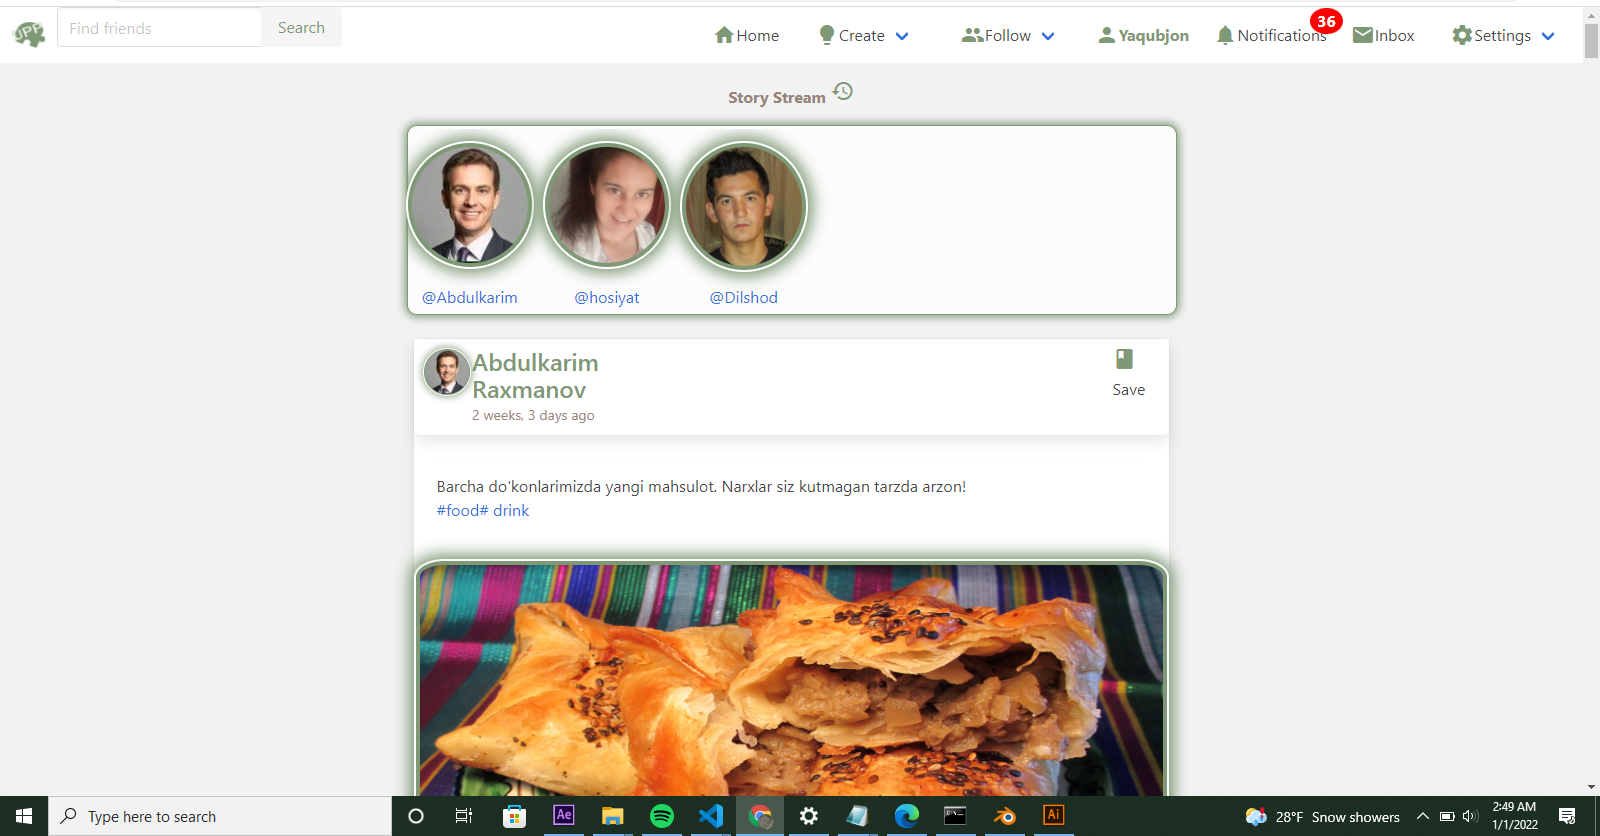 JPP
Find friends
Search
Home
Create
Follow
Yaqubjon
Notifications
36
Inbox
Settings
Story Stream
@Abdulkarim
@hosiyat
@Dilshod
Abdulkarim
Raxmanov
2 weeks, 3 days ago
Save
Barcha do'konlarimizda yangi mahsulot. Narxlar siz kutmagan tarzda arzon!
#food# drink
Type here to search
Ae
Ai
28°F Snow showers
2:49 AM
1/1/2022